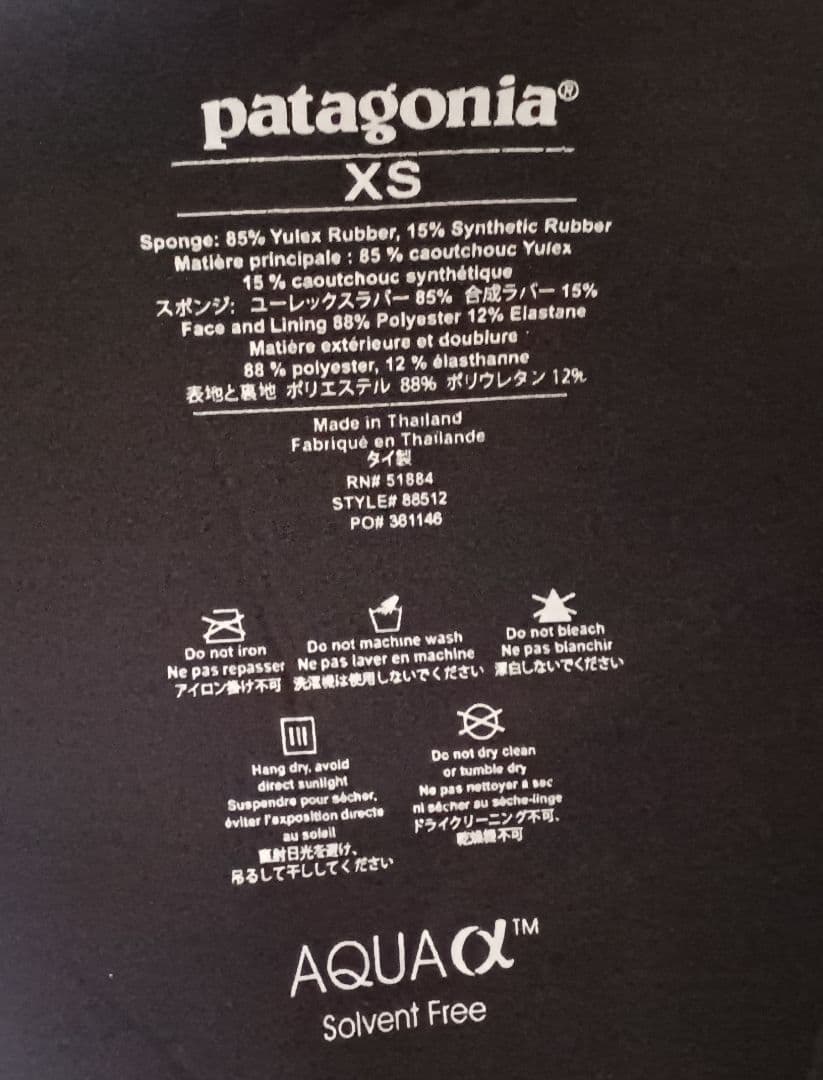 patagonia®
XS
Sponge: 85% Yulex Rubber, 15% Synthetic Rubber
Matière principale : 85 % caoutchouc Yulex
15 % caoutchouc synthétique
スポンジ: ユーレックスラバー 85% 合成ラバー 15%
Face and Lining 88% Polyester 12% Elastane
Matière extérieure et doublure
88 % polyester, 12 % élasthanne
表地と裏地 ポリエステル 88% ポリウレタン 12%
Made in Thailand
Fabriqué en Thaïlande
タイ製
RN# 51884
STYLE# 88512
PO# 361146
Do not iron
Ne pas repasser
アイロン掛け不可
Do not machine wash
Ne pas laver en machine
洗濯機は使用しないでください
Do not bleach
Ne pas blanchir
漂白しないでください
Hang dry, avoid
direct sunlight
Suspendre pour sécher,
éviter l'exposition directe
au soleil
直射日光を避け、
吊るして干ししてください
Do not dry clean
or tumble dry
Ne pas nettoyer à sec
ni sécher au sèche-linge
ドライクリーニング不可.
乾燥機不可
AQUAα™
Solvent Free